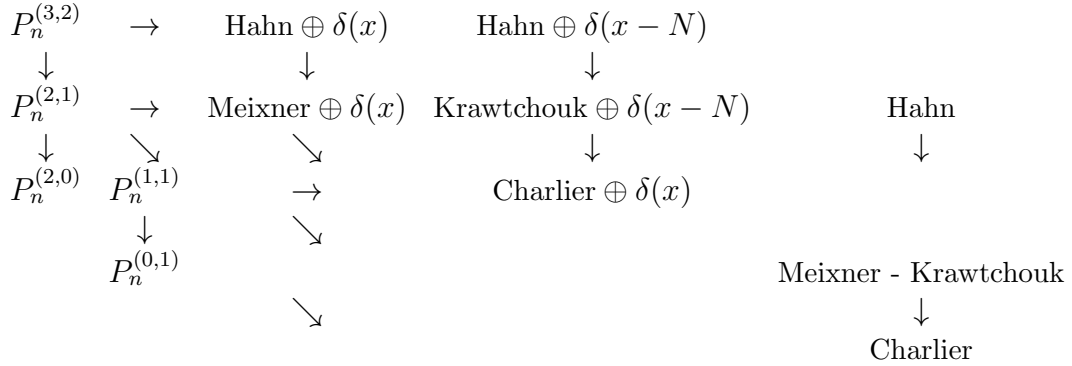 $P_n^{(3,2)}$ → Hahn ⊕ δ(x) Hahn ⊕ δ(x − N)
↓ ↓ ↓
$P_n^{(2,1)}$ → Meixner ⊕ δ(x) Krawtchouk ⊕ δ(x − N) Hahn
↓ ↘ ↘ ↓ ↓
$P_n^{(2,0)}$ $P_n^{(1,1)}$ → Charlier ⊕ δ(x)
↓ ↘
$P_n^{(0,1)}$ Meixner - Krawtchouk
↘ ↓
Charlier